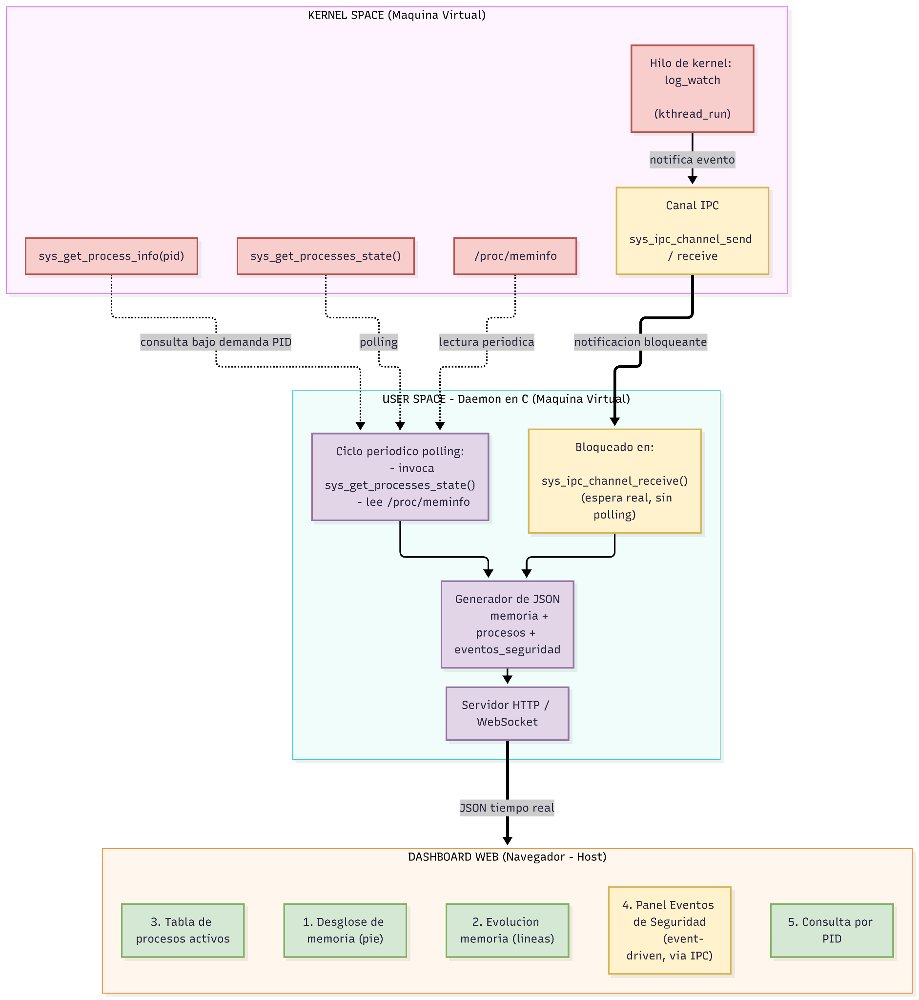 KERNEL SPACE (Maquina Virtual)
Hilo de kernel:
log_watch
(kthread_run)
notifica evento
Canal IPC
sys_ipc_channel_send
/ receive
sys_get_process_info(pid)
sys_get_processes_state()
/proc/meminfo
consulta bajo demanda PID
polling
lectura periodica
notificacion bloqueante
USER SPACE - Daemon en C (Maquina Virtual)
Ciclo periodico polling:
- invoca
sys_get_processes_state()
- lee /proc/meminfo
Bloqueado en:
sys_ipc_channel_receive()
(espera real, sin
polling)
Generador de JSON
memoria +
procesos +
eventos_seguridad
Servidor HTTP /
WebSocket
JSON tiempo real
DASHBOARD WEB (Navegador - Host)
3. Tabla de
procesos activos
1. Desglose de
memoria (pie)
2. Evolucion
memoria (lineas)
4. Panel Eventos
de Seguridad
(event-
driven, via IPC)
5. Consulta por
PID